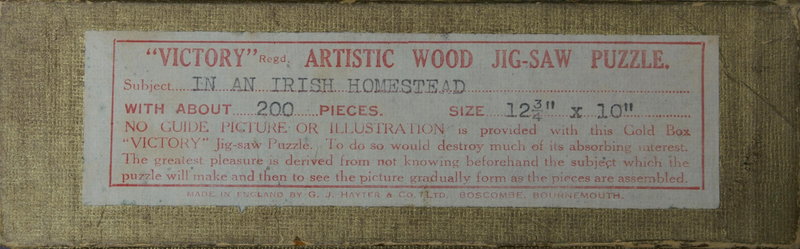 "VICTORY" Regd. ARTISTIC WOOD JIG-SAW PUZZLE.
Subject.... IN AN IRISH HOMESTEAD
WITH ABOUT 200 PIECES. SIZE 12¾" x 10"
NO GUIDE PICTURE OR ILLUSTRATION is provided with this Gold Box
"VICTORY" Jig-saw Puzzle. To do so would destroy much of its absorbing interest.
The greatest pleasure is derived from not knowing beforehand the subject which the
puzzle will make and then to see the picture gradually form as the pieces are assembled.
MADE IN ENGLAND BY G. J. HAYTER & CO. LTD. BOSCOMBE, BOURNEMOUTH.